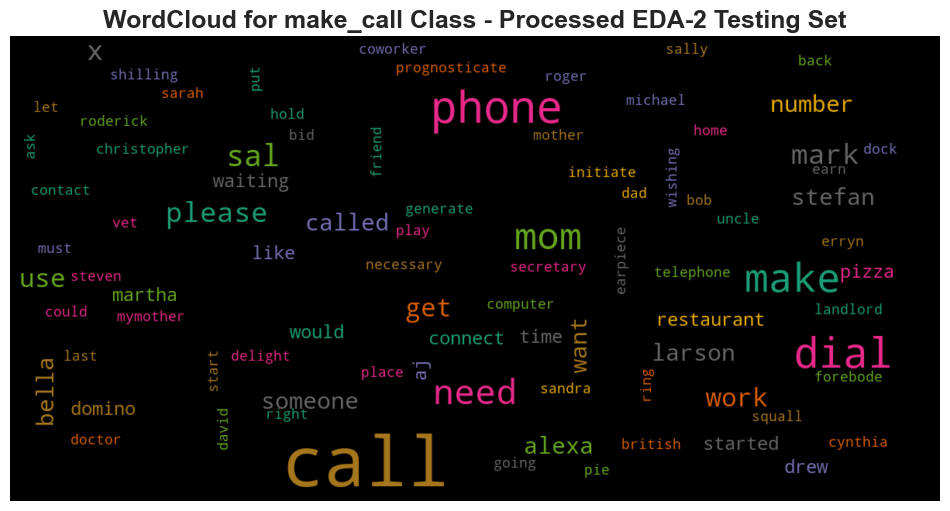 WordCloud for make_call Class - Processed EDA-2 Testing Set
x
coworker
sally
back
shilling
put
prognosticate
roger
sarah
phone
michael
number
let
roderick
hold
bid
mother
home
ask
christopher
friend
sal
waiting
initiate
wishing
mark
dock
earn
contact
please
called
generate
dad
bob
stefan
vet
play
mom
uncle
must
like
necessary
secretary
earpiece
telephone
erryn
use
steven
make
pizza
martha
could
mymother
get
computer
restaurant
landlord
would
connect
time
want
larson
dial
last
start
delight
place
aj
forebode
bella
domino
someone
right
need
sandra
ring
work
squall
doctor
david
call
alexa
going
pie
british
started
cynthia
drew